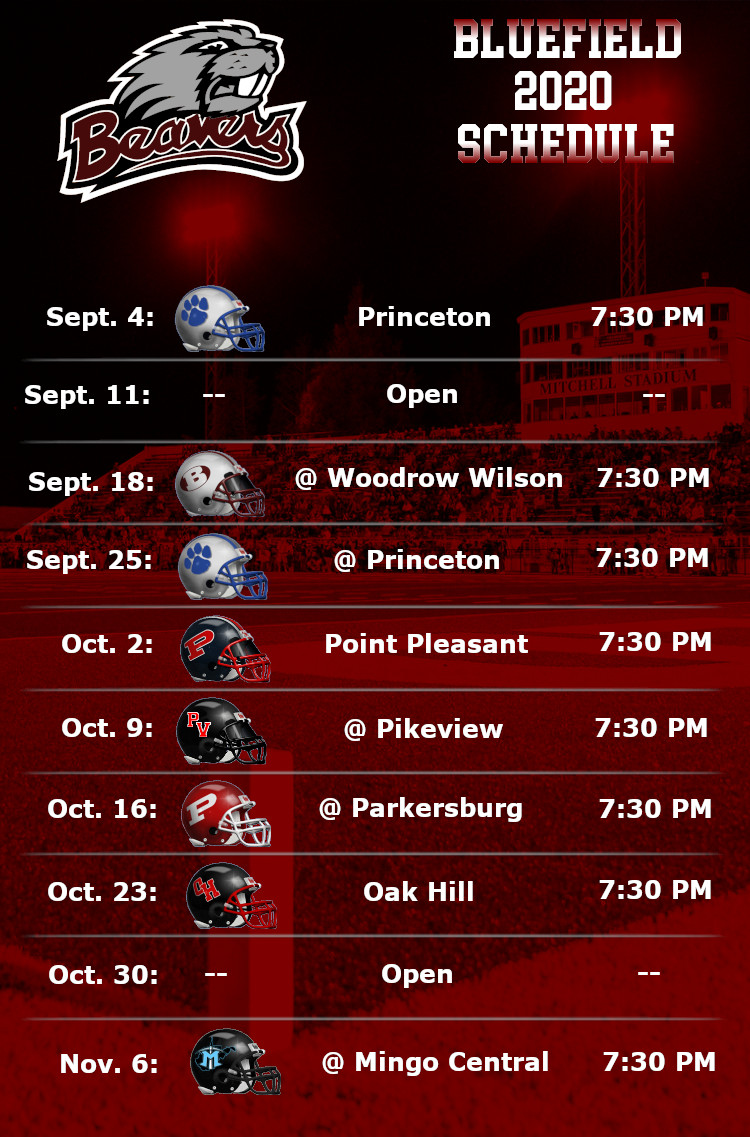 Beavers
BLUEFIELD
2020
SCHEDULE
MITCHELL STADIUM
Sept. 4: Princeton 7:30 PM
Sept. 11: -- Open --
Sept. 18: B @ Woodrow Wilson 7:30 PM
Sept. 25: @ Princeton 7:30 PM
Oct. 2: P Point Pleasant 7:30 PM
Oct. 9: PV @ Pikeview 7:30 PM
Oct. 16: P @ Parkersburg 7:30 PM
Oct. 23: OH Oak Hill 7:30 PM
Oct. 30: -- Open --
Nov. 6: M @ Mingo Central 7:30 PM